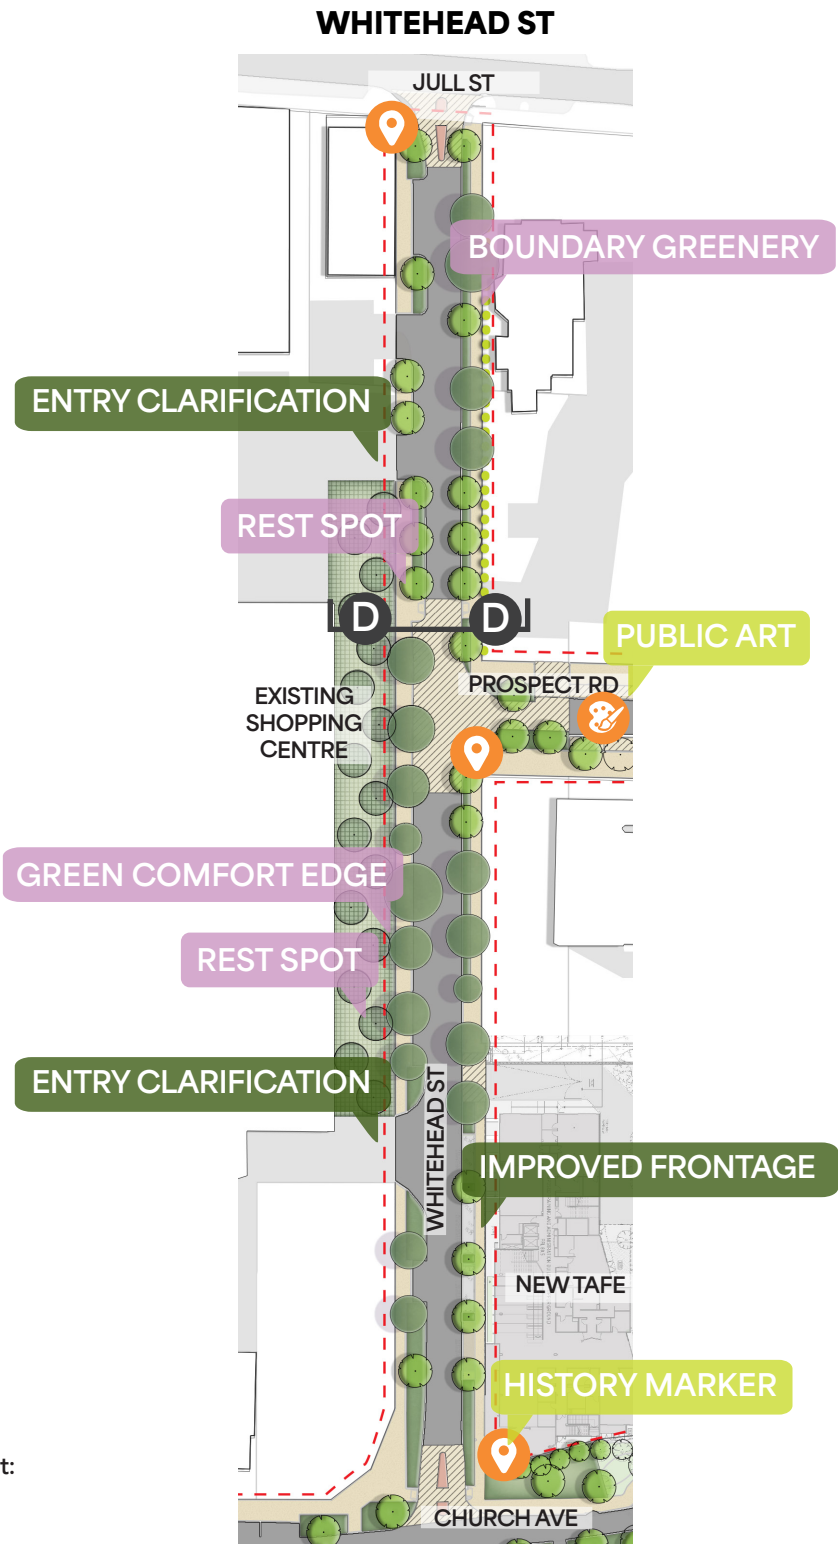 WHITEHEAD ST
JULL ST
BOUNDARY GREENERY
ENTRY CLARIFICATION
REST SPOT
D
D
PUBLIC ART
PROSPECT RD
EXISTING
SHOPPING
CENTRE
GREEN COMFORT EDGE
REST SPOT
ENTRY CLARIFICATION
WHITEHEAD ST
IMPROVED FRONTAGE
NEW TAFE
HISTORY MARKER
t:
CHURCH AVE